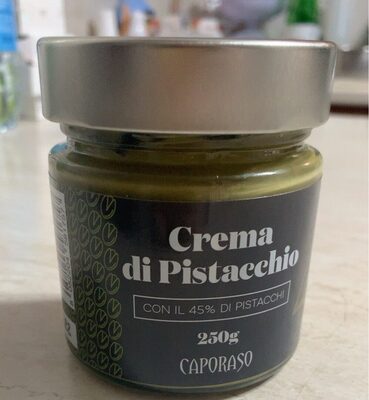 Crema
di Pistacchio
CON IL 45% DI PISTACCHI
250g
CAPORASO